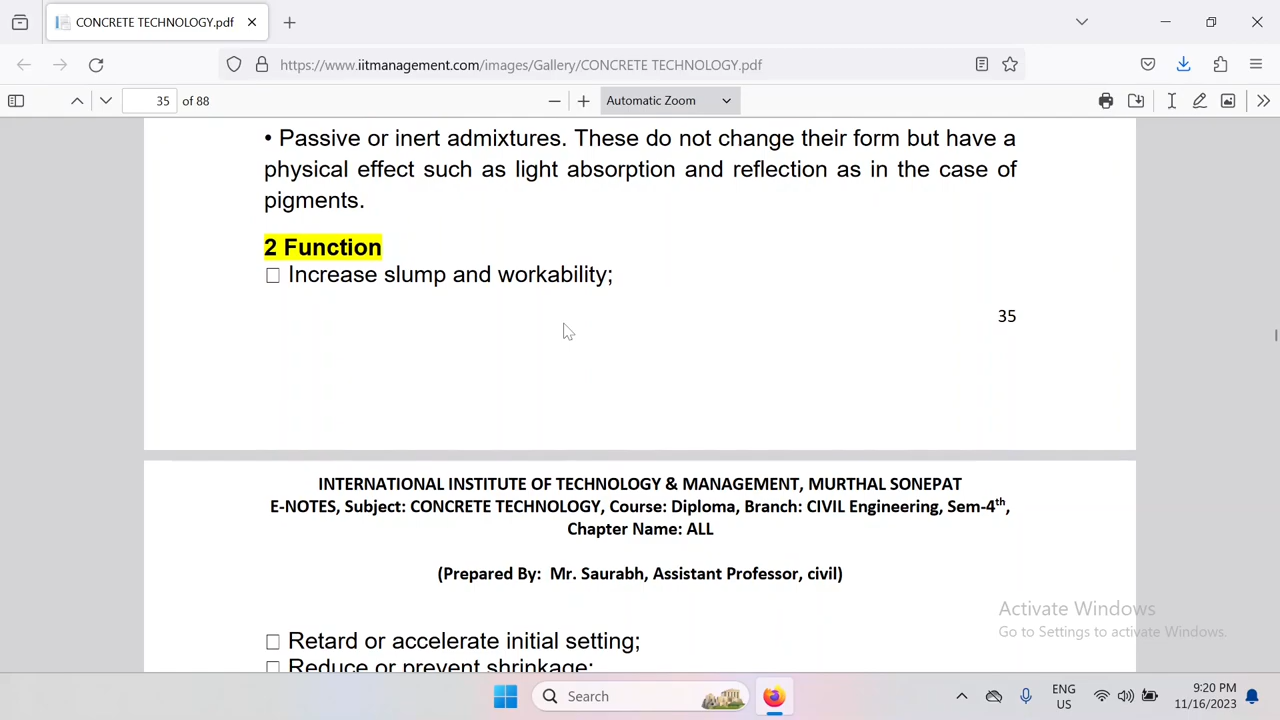 CONCRETE TECHNOLOGY.pdf
https://www.iitmanagement.com/images/Gallery/CONCRETE TECHNOLOGY.pdf
35 of 88
Automatic Zoom
• Passive or inert admixtures. These do not change their form but have a
physical effect such as light absorption and reflection as in the case of
pigments.
2 Function
□ Increase slump and workability;
35
INTERNATIONAL INSTITUTE OF TECHNOLOGY & MANAGEMENT, MURTHAL SONEPAT
E-NOTES, Subject: CONCRETE TECHNOLOGY, Course: Diploma, Branch: CIVIL Engineering, Sem-4th,
Chapter Name: ALL
(Prepared By: Mr. Saurabh, Assistant Professor, civil)
□ Retard or accelerate initial setting;
□ Reduce or prevent shrinkage;
Activate Windows
Go to Settings to activate Windows.
Search
ENG
US
9:20 PM
11/16/2023